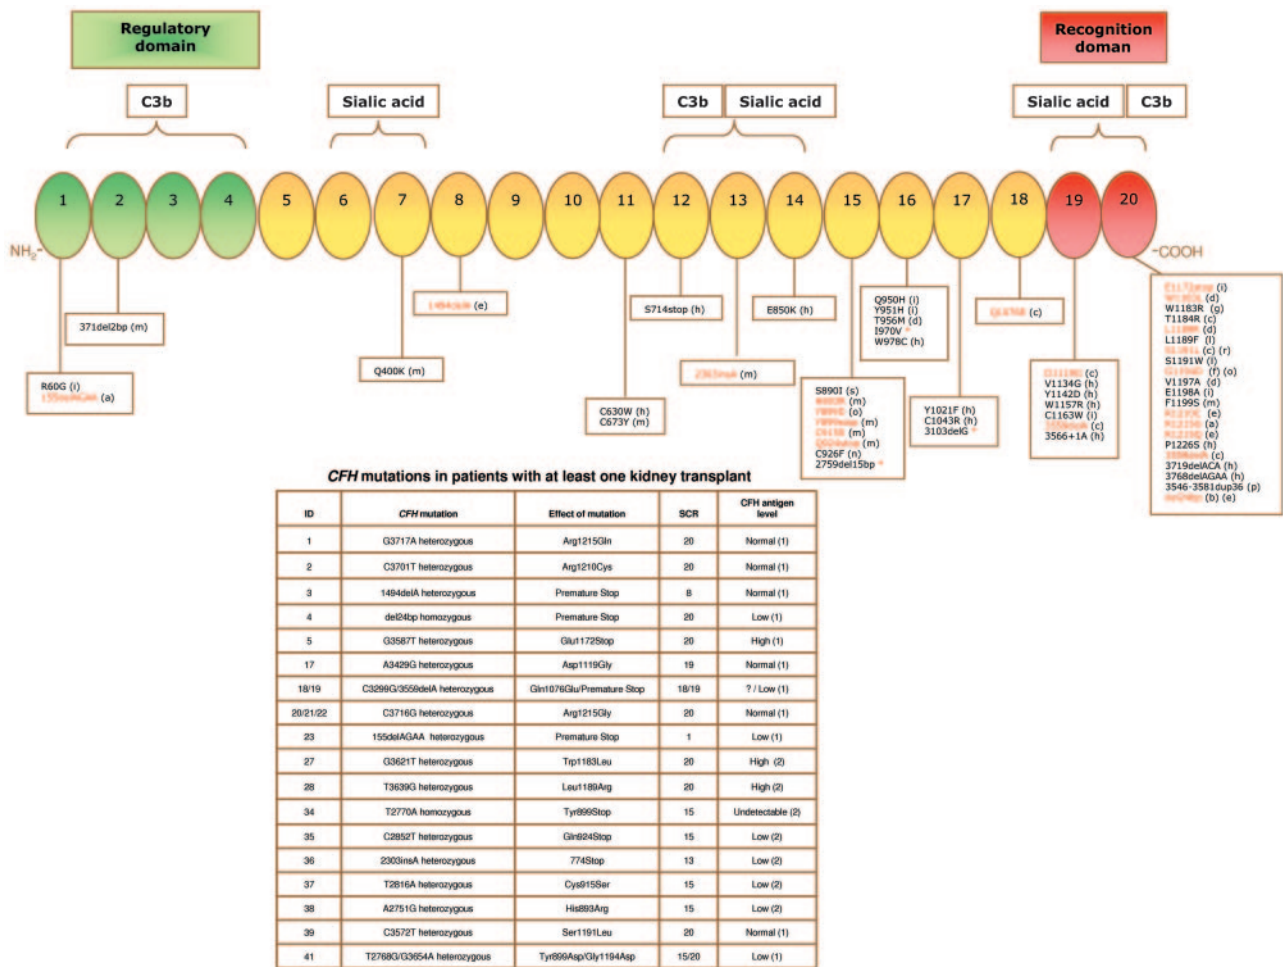 Regulatory
domain
Recognition
doman
C3b
Sialic acid
C3b
Sialic acid
Sialic acid
C3b
1
2
3
4
5
6
7
8
9
10
11
12
13
14
15
16
17
18
19
20
NH2-
-COOH
R60G (i)
155delAGAA (a)
371del2bp (m)
Q400K (m)
1494delA (e)
C630W (h)
C673Y (m)
S714stop (h)
2303insA (m)
E850K (h)
S890I (s)
(m)
(o)
(m)
(m)
(m)
C926F (n)
2759del15bp *
Q950H (i)
Y951H (i)
T956M (d)
I970V *
W978C (h)
Y1021F (h)
C1043R (h)
3103delG *
(c)
D1119G (c)
V1134G (h)
Y1142D (h)
W1157R (h)
C1163W (i)
3559delA (c)
3566+1A (h)
E1172stop (i)
(d)
W1183R (g)
T1184R (c)
L1189R (d)
L1189F (l)
S1191L (c) (r)
S1191W (l)
G1194D (f) (o)
V1197A (d)
E1198A (i)
F1199S (m)
R1210C (e)
R1215G (a)
R1215Q (e)
P1226S (h)
(c)
3719delACA (h)
3768delAGAA (h)
3546-3581dup36 (p)
(b) (e)
CFH mutations in patients with at least one kidney transplant
ID CFH mutation Effect of mutation SCR CFH antigen level
1 G3717A heterozygous Arg1215Gln 20 Normal (1)
2 C3701T heterozygous Arg1210Cys 20 Normal (1)
3 1494delA heterozygous Premature Stop 8 Normal (1)
4 del24bp homozygous Premature Stop 20 Low (1)
5 G3587T heterozygous Glu1172Stop 20 High (1)
17 A3429G heterozygous Asp1119Gly 19 Normal (1)
18/19 C3299G/3559delA heterozygous Gln1076Glu/Premature Stop 18/19 ? / Low (1)
20/21/22 C3716G heterozygous Arg1215Gly 20 Normal (1)
23 155delAGAA heterozygous Premature Stop 1 Low (1)
27 G3621T heterozygous Trp1183Leu 20 High (2)
28 T3639G heterozygous Leu1189Arg 20 High (2)
34 T2770A homozygous Tyr899Stop 15 Undetectable (2)
35 C2852T heterozygous Gln924Stop 15 Low (2)
36 2303insA heterozygous 774Stop 13 Low (2)
37 T2816A heterozygous Cys915Ser 15 Low (2)
38 A2751G heterozygous His893Arg 15 Low (2)
39 C3572T heterozygous Ser1191Leu 20 Normal (1)
41 T2768G/G3654A heterozygous Tyr899Asp/Gly1194Asp 15/20 Low (1)